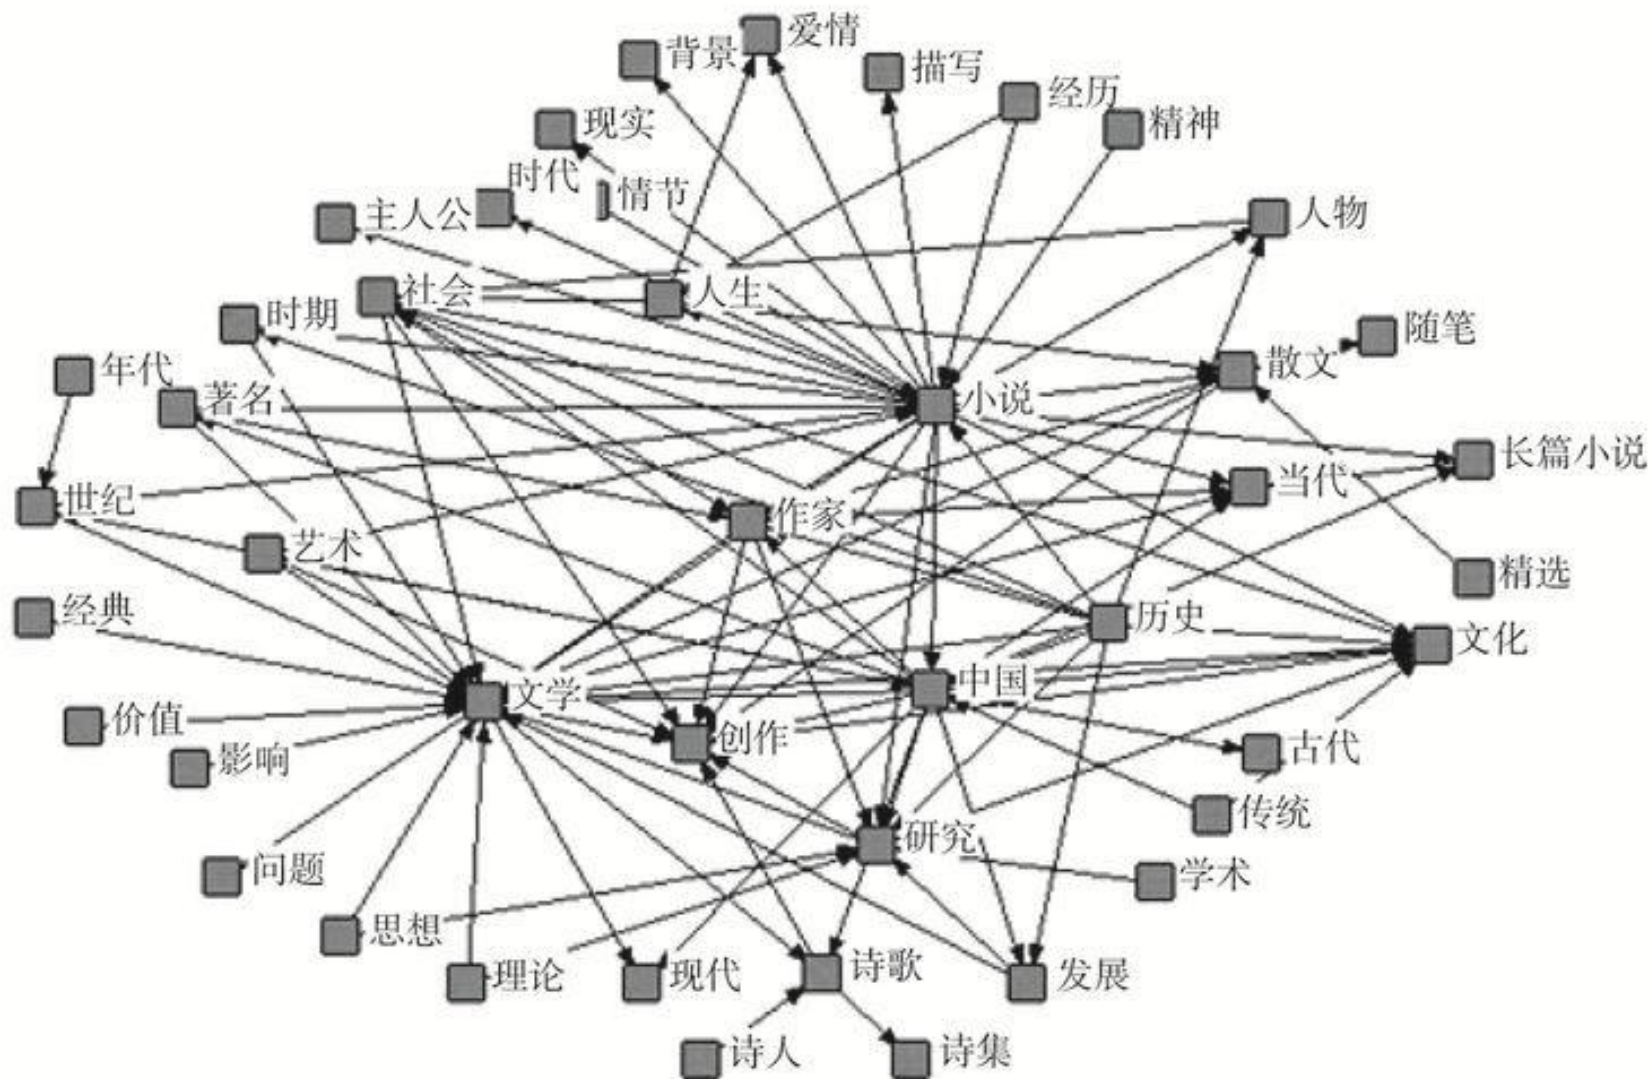 爱情
背景
描写
经历
现实
精神
时代
情节
主人公
人物
社会
人生
时期
随笔
年代
散文
著名
小说
长篇小说
当代
世纪
作家
艺术
精选
经典
历史
文化
文学
中国
价值
创作
古代
影响
传统
研究
问题
学术
思想
理论
现代
诗歌
发展
诗人
诗集